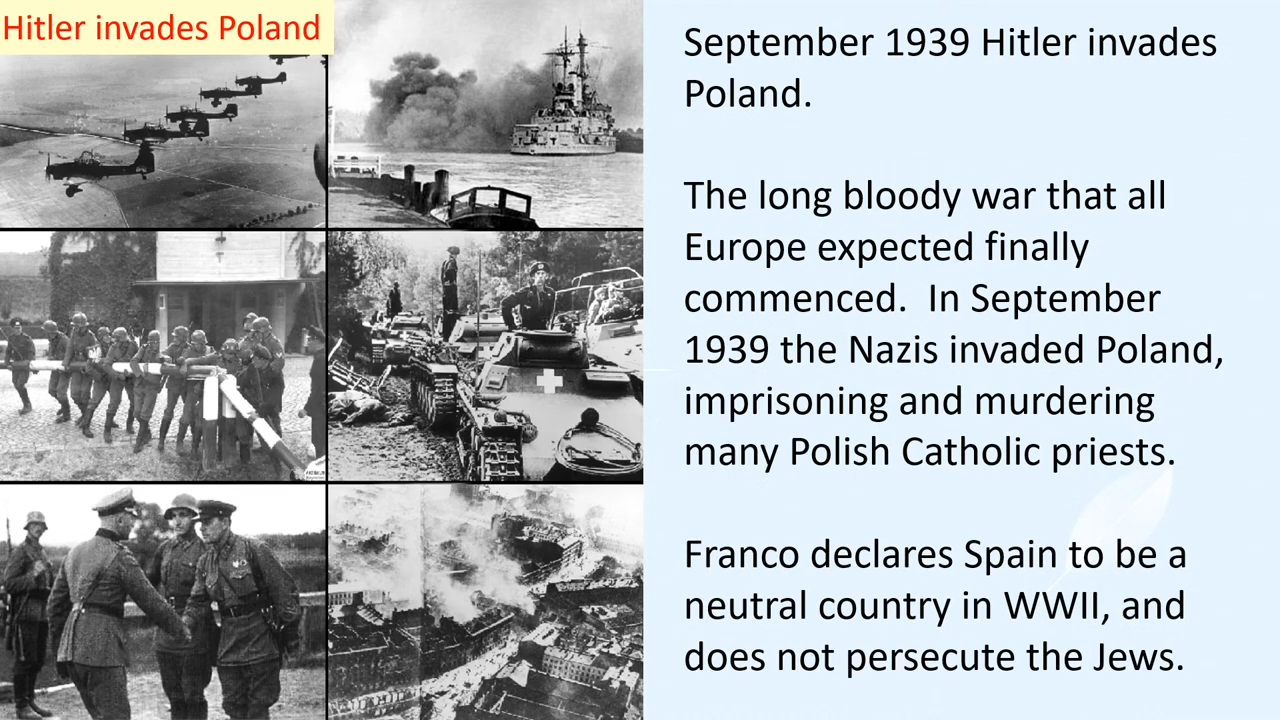 Hitler invades Poland
September 1939 Hitler invades
Poland.
The long bloody war that all
Europe expected finally
commenced.  In September
1939 the Nazis invaded Poland,
imprisoning and murdering
many Polish Catholic priests.
Franco declares Spain to be a
neutral country in WWII, and
does not persecute the Jews.